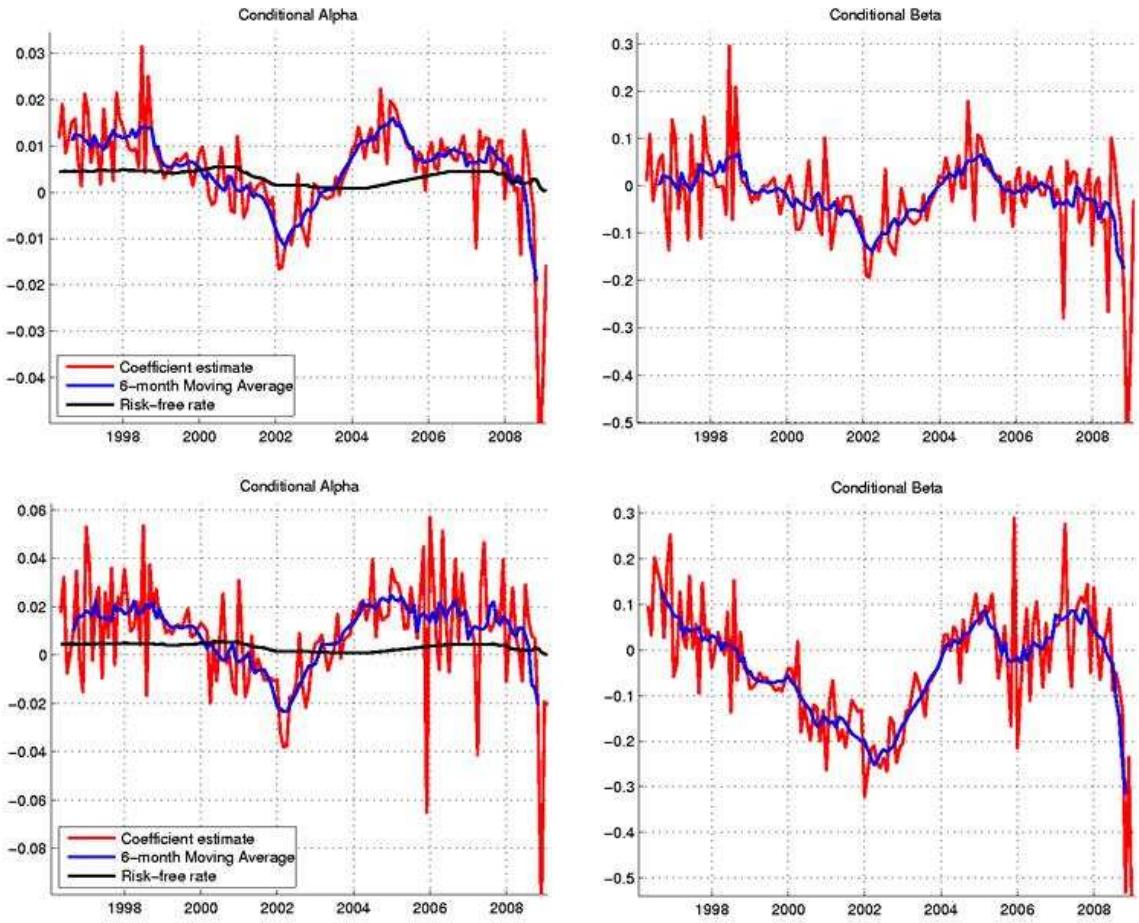 Conditional Alpha
0.03
0.02
0.01
0
−0.01
−0.02
−0.03
−0.04
Coefficient estimate
6−month Moving Average
Risk−free rate
1998 2000 2002 2004 2006 2008
Conditional Beta
0.3
0.2
0.1
0
−0.1
−0.2
−0.3
−0.4
−0.5
1998 2000 2002 2004 2006 2008
Conditional Alpha
0.06
0.04
0.02
0
−0.02
−0.04
−0.06
−0.08
Coefficient estimate
6−month Moving Average
Risk−free rate
1998 2000 2002 2004 2006 2008
Conditional Beta
0.3
0.2
0.1
0
−0.1
−0.2
−0.3
−0.4
−0.5
1998 2000 2002 2004 2006 2008